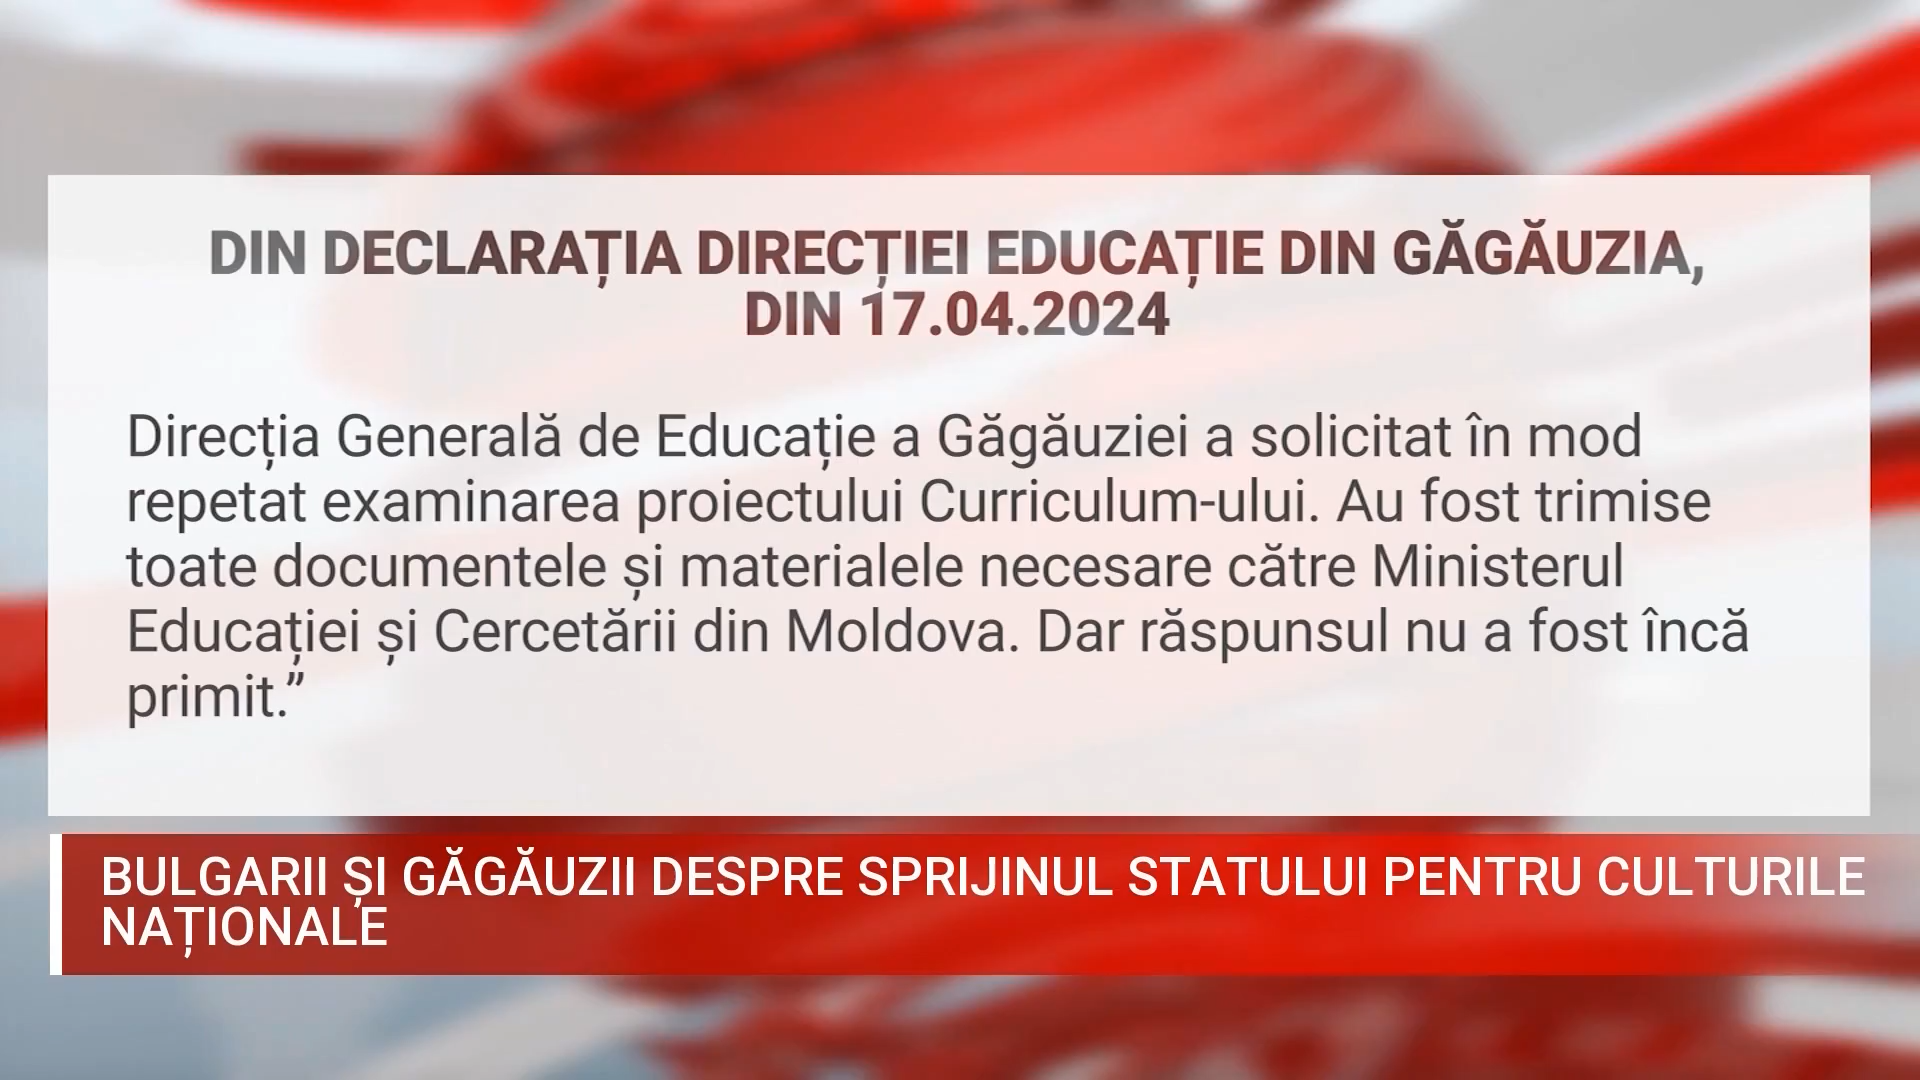 DIN DECLARAȚIA DIRECȚIEI EDUCAȚIE DIN GĂGĂUZIA,
DIN 17.04.2024
Direcția Generală de Educație a Găgăuziei a solicitat în mod
repetat examinarea proiectului Curriculum-ului. Au fost trimise
toate documentele și materialele necesare către Ministerul
Educației și Cercetării din Moldova. Dar răspunsul nu a fost încă
primit.”
BULGARII ȘI GĂGĂUZII DESPRE SPRIJINUL STATULUI PENTRU CULTURILE
NAȚIONALE